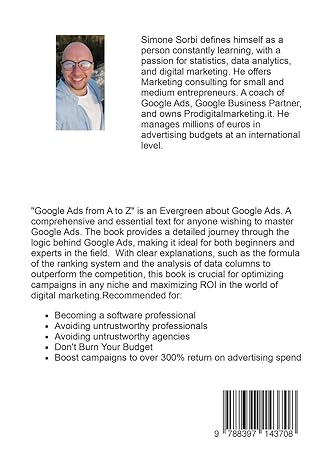 Simone Sorbi defines himself as a
person constantly learning, with a
passion for statistics, data analytics,
and digital marketing. He offers
Marketing consulting for small and
medium entrepreneurs. A coach of
Google Ads, Google Business Partner,
and owns Prodigitalmarketing.it. He
manages millions of euros in
advertising budgets at an international
level.
"Google Ads from A to Z" is an Evergreen about Google Ads. A
comprehensive and essential text for anyone wishing to master
Google Ads. The book provides a detailed journey through the
logic behind Google Ads, making it ideal for both beginners and
experts in the field.  With clear explanations, such as the formula
of the ranking system and the analysis of data columns to
outperform the competition, this book is crucial for optimizing
campaigns in any niche and maximizing ROI in the world of
digital marketing.Recommended for:
• Becoming a software professional
• Avoiding untrustworthy professionals
• Avoiding untrustworthy agencies
• Don't Burn Your Budget
• Boost campaigns to over 300% return on advertising spend
9 788397 143708